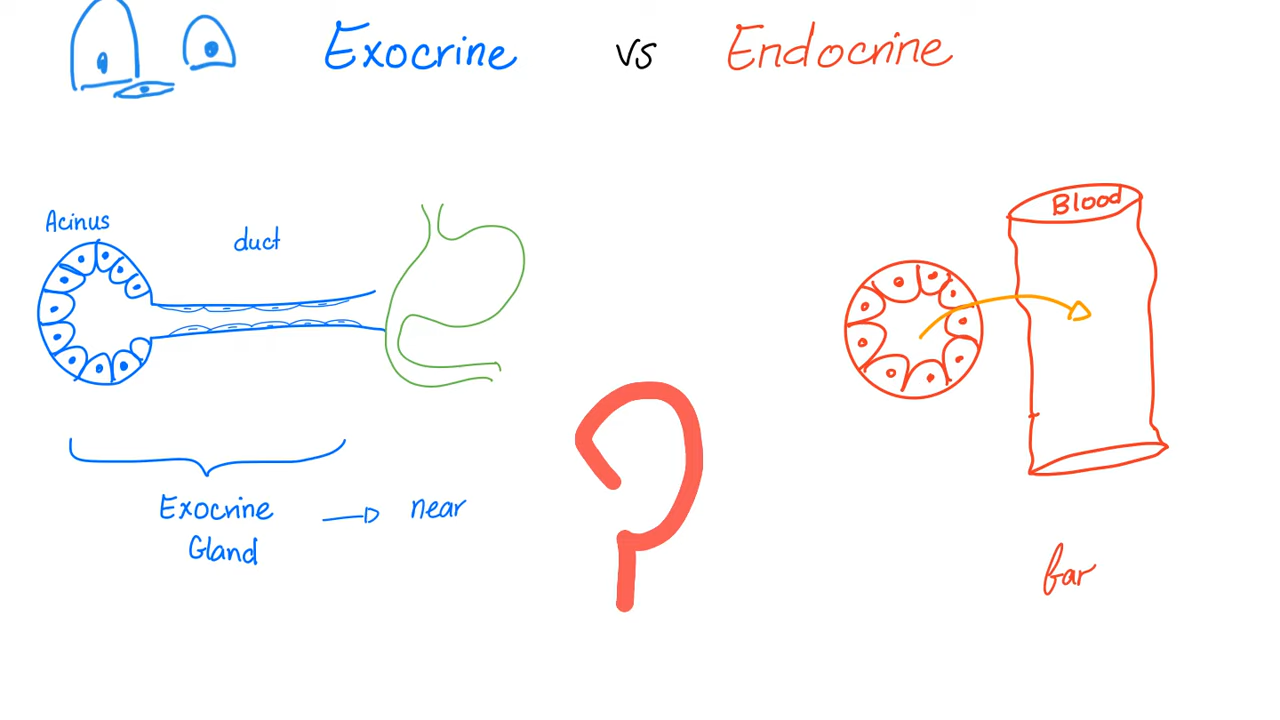 Exocrine vs Endocrine
Acinus
duct
Blood
Exocrine
Gland
near
far
?